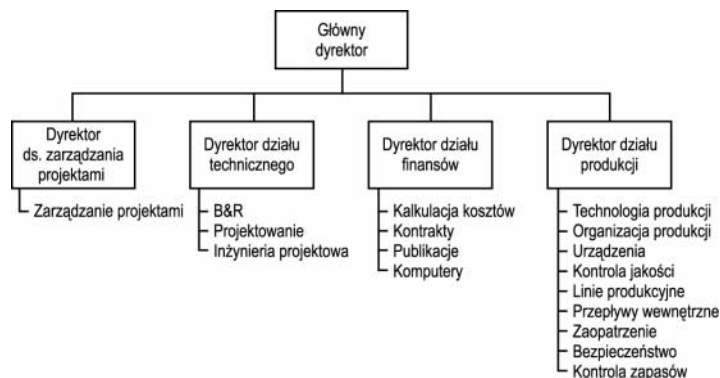 Główny
dyrektor
Dyrektor
ds. zarządzania
projektami
Zarządzanie projektami
Dyrektor działu
technicznego
B&R
Projektowanie
Inżynieria projektowa
Dyrektor działu
finansów
Kalkulacja kosztów
Kontrakty
Publikacje
Komputery
Dyrektor działu
produkcji
Technologia produkcji
Organizacja produkcji
Urządzenia
Kontrola jakości
Linie produkcyjne
Przepływy wewnętrzne
Zaopatrzenie
Bezpieczeństwo
Kontrola zapasów